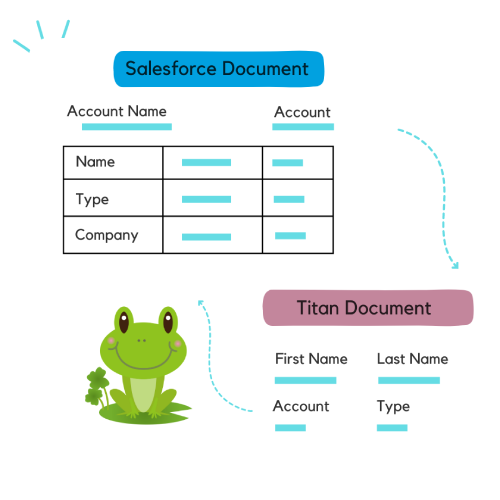 Salesforce Document
Account Name Account
Name
Type
Company
Titan Document
First Name Last Name
Account Type